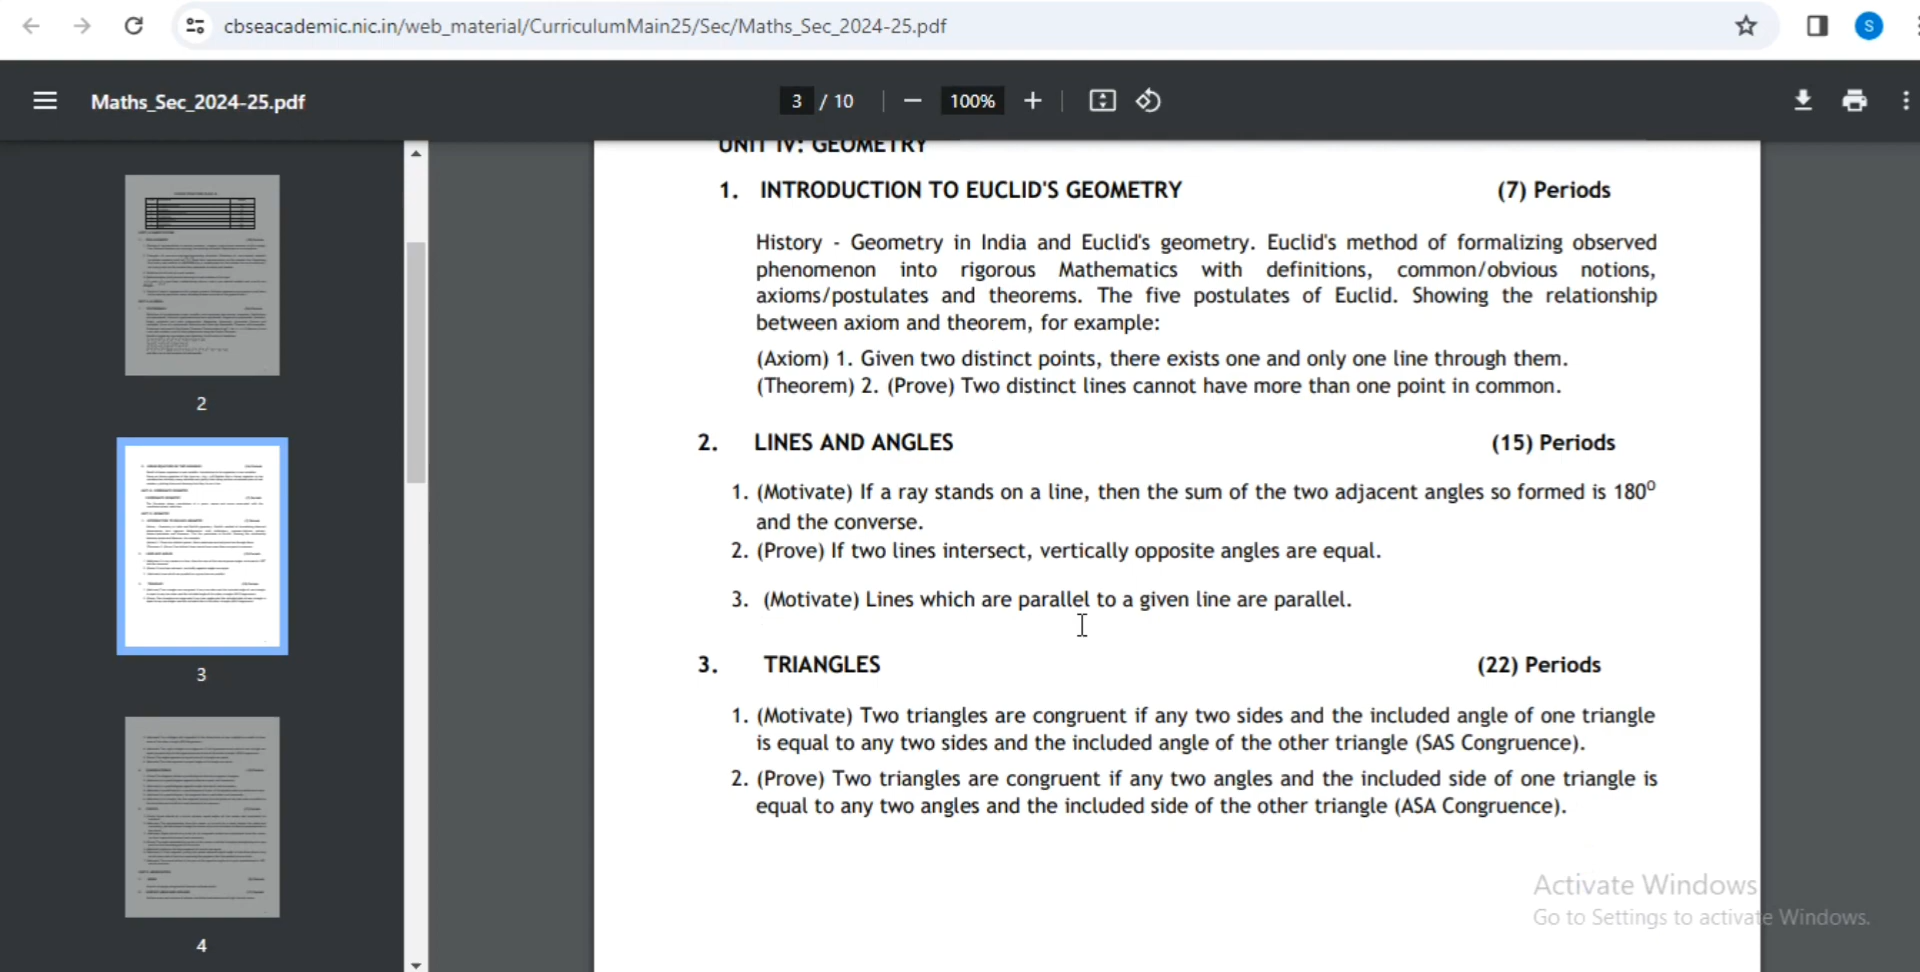 cbseacademic.nic.in/web_material/CurriculumMain25/Sec/Maths_Sec_2024-25.pdf
S
Maths_Sec_2024-25.pdf
3 / 10
100%
2
3
4
UNIT IV: GEOMETRY
1. INTRODUCTION TO EUCLID'S GEOMETRY (7) Periods
History - Geometry in India and Euclid's geometry. Euclid's method of formalizing observed
phenomenon into rigorous Mathematics with definitions, common/obvious notions,
axioms/postulates and theorems. The five postulates of Euclid. Showing the relationship
between axiom and theorem, for example:
(Axiom) 1. Given two distinct points, there exists one and only one line through them.
(Theorem) 2. (Prove) Two distinct lines cannot have more than one point in common.
2. LINES AND ANGLES (15) Periods
1. (Motivate) If a ray stands on a line, then the sum of the two adjacent angles so formed is 180⁰
and the converse.
2. (Prove) If two lines intersect, vertically opposite angles are equal.
3. (Motivate) Lines which are parallel to a given line are parallel.
3. TRIANGLES (22) Periods
1. (Motivate) Two triangles are congruent if any two sides and the included angle of one triangle
is equal to any two sides and the included angle of the other triangle (SAS Congruence).
2. (Prove) Two triangles are congruent if any two angles and the included side of one triangle is
equal to any two angles and the included side of the other triangle (ASA Congruence).
Activate Windows
Go to Settings to activate Windows.